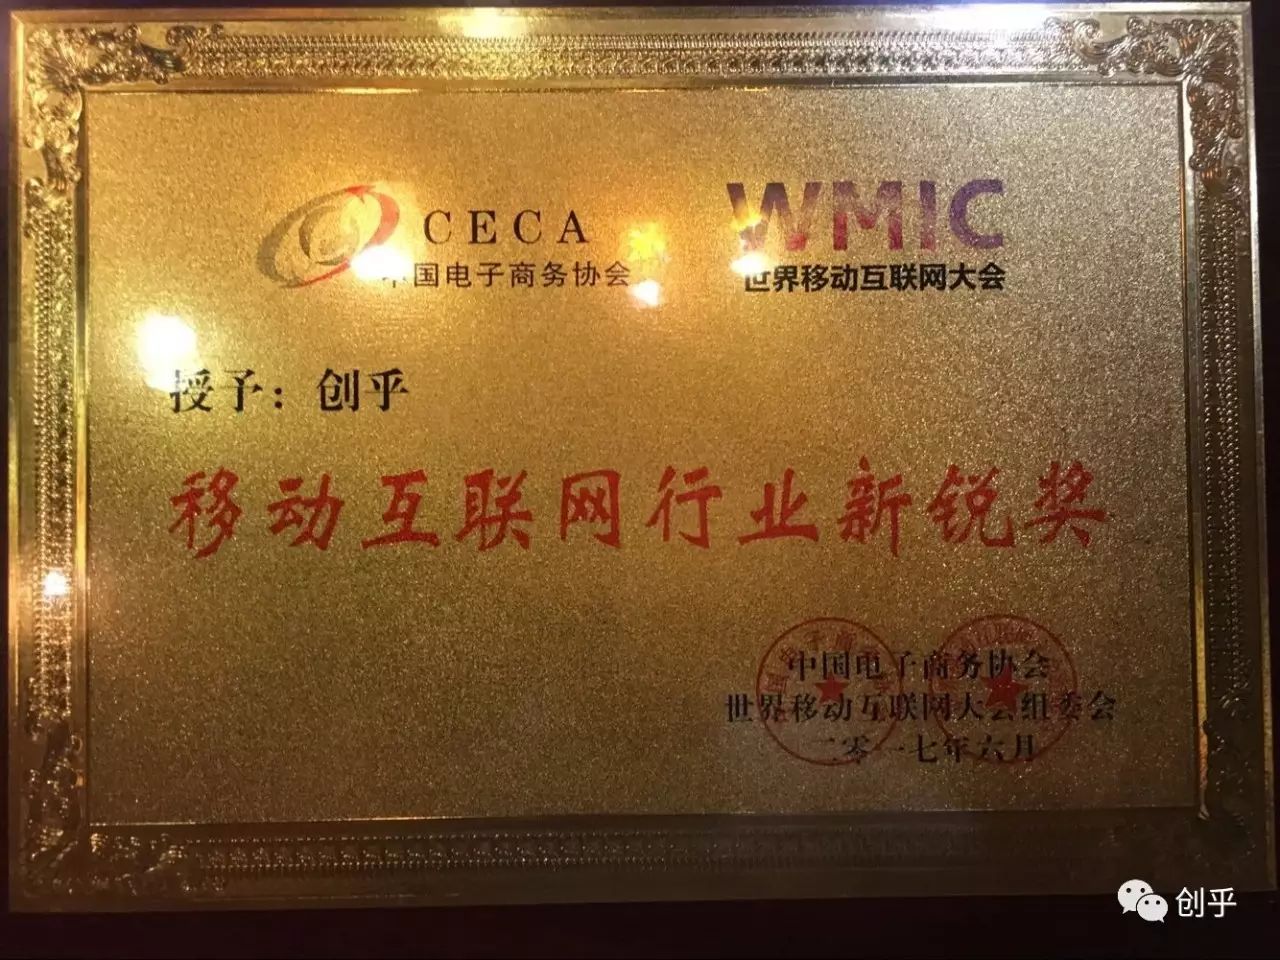 CECA
中国电子商务协会
WMIC
世界移动互联网大会
授予：创乎
移动互联网行业新锐奖
中国电子商务协会
世界移动互联网大会组委会
二零一七年六月
创乎